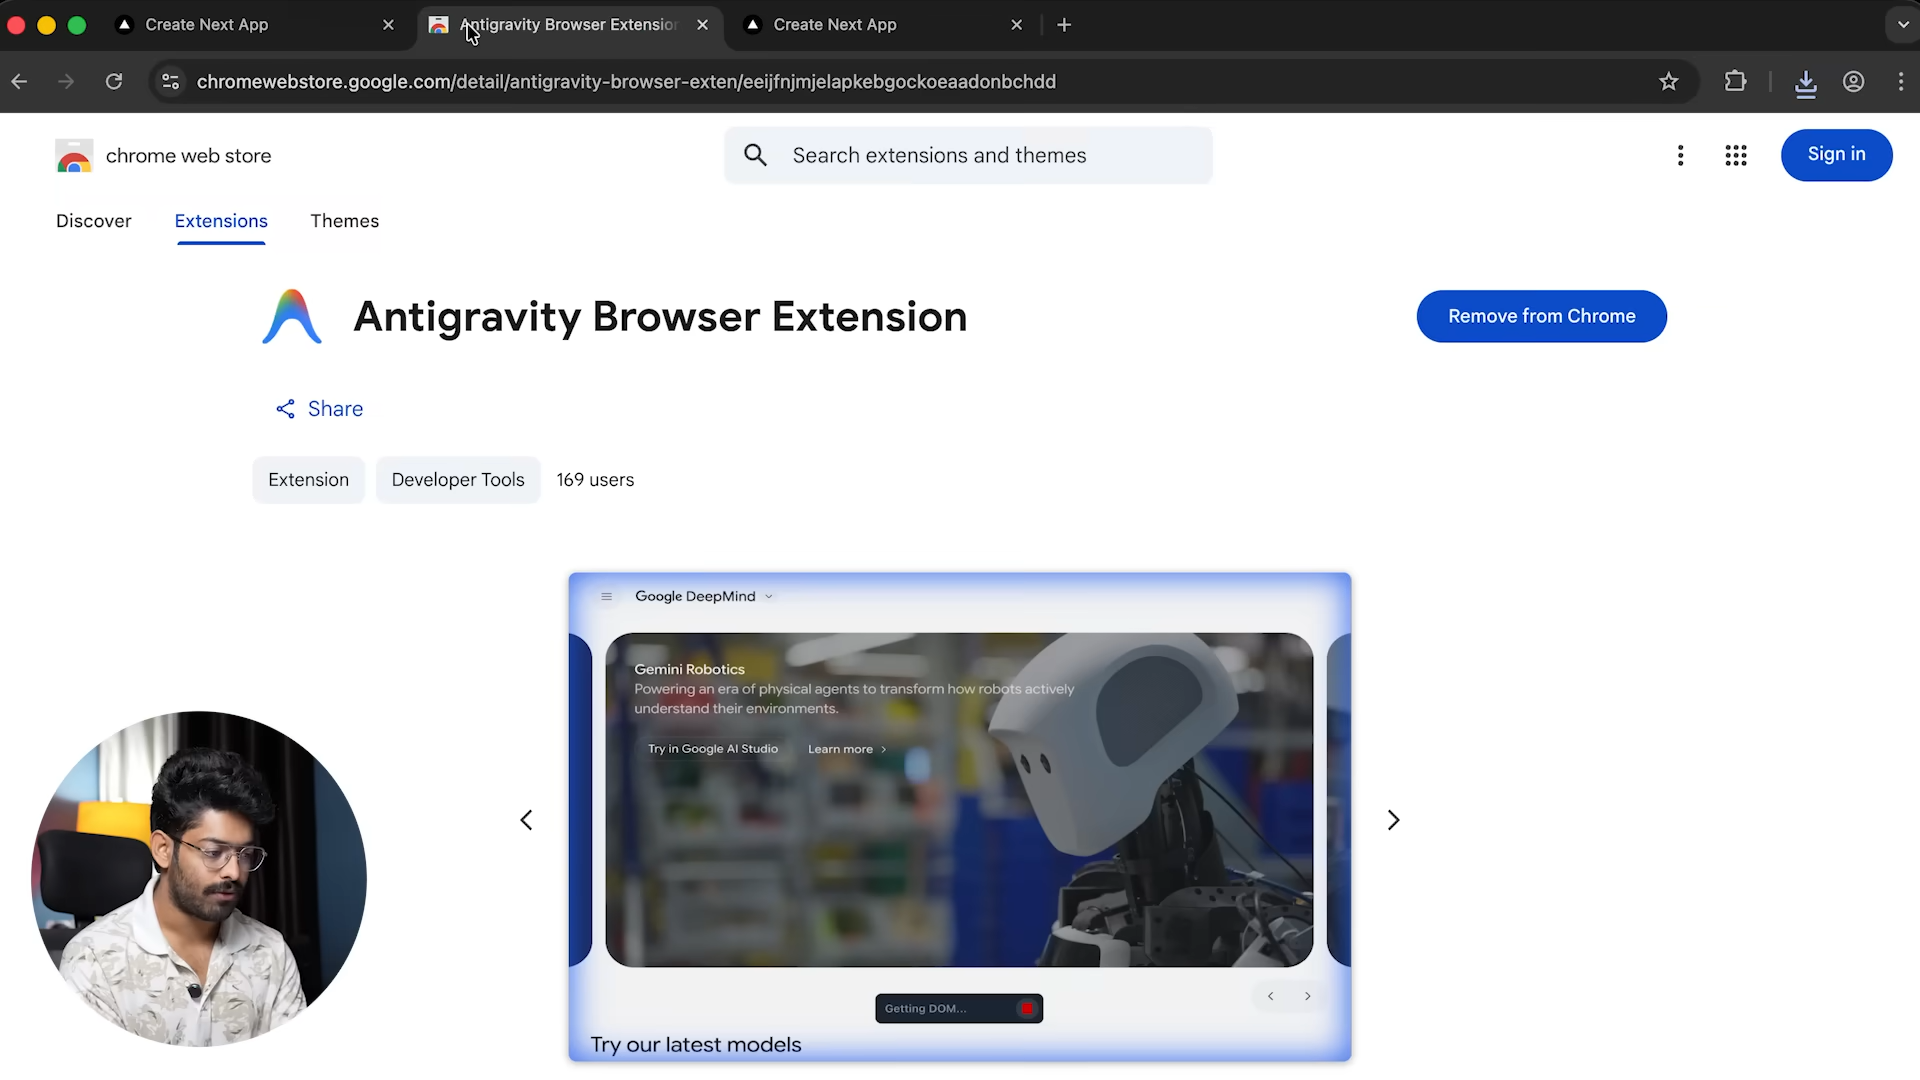 Create Next App
Antigravity Browser Extension
Create Next App
chromewebstore.google.com/detail/antigravity-browser-exten/eeijfnjmjelapkebgockoeaadonbchdd
chrome web store
Search extensions and themes
Sign in
Discover
Extensions
Themes
Antigravity Browser Extension
Remove from Chrome
Share
Extension
Developer Tools
169 users
Google DeepMind
Gemini Robotics
Powering an era of physical agents to transform how robots actively
understand their environments.
Try in Google AI Studio
Learn more
Getting DOM...
Try our latest models